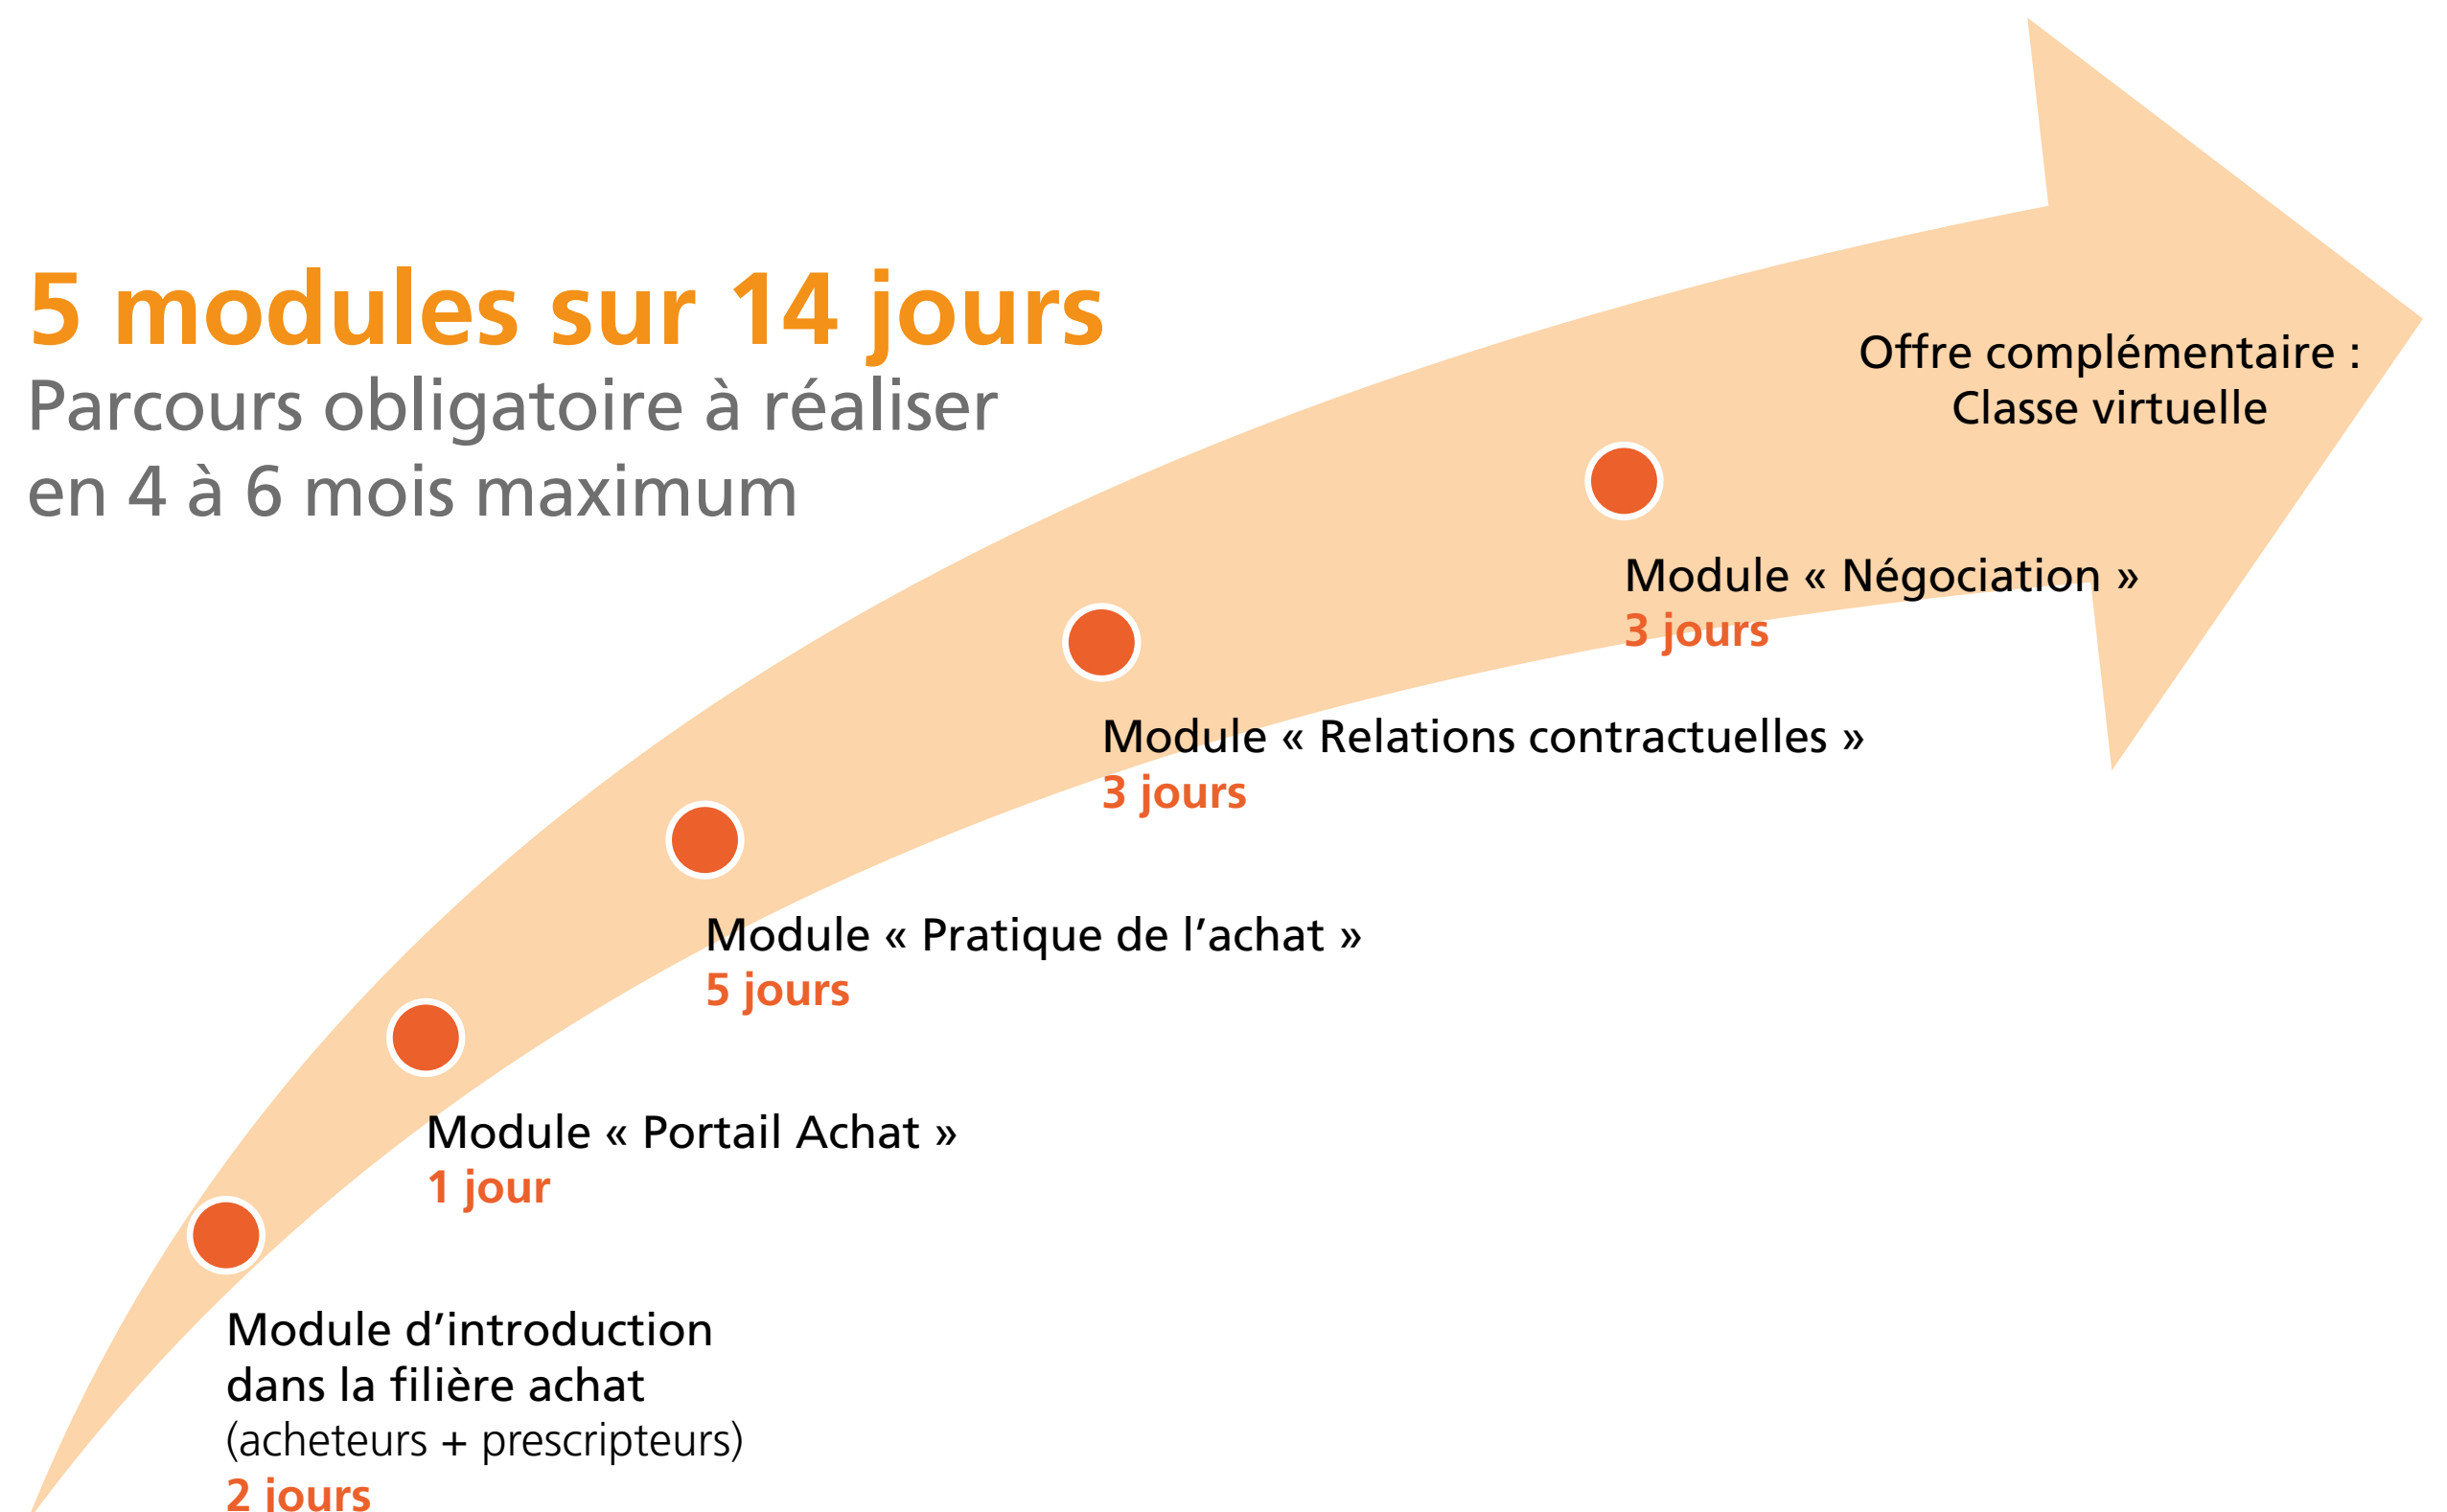 5 modules sur 14 jours
Parcours obligatoire à réaliser
en 4 à 6 mois maximum
Offre complémentaire :
Classe virtuelle
Module « Négociation »
3 jours
Module « Relations contractuelles »
3 jours
Module « Pratique de l’achat »
5 jours
Module « Portail Achat »
1 jour
Module d’introduction
dans la filière achat
(acheteurs + prescripteurs)
2 jours